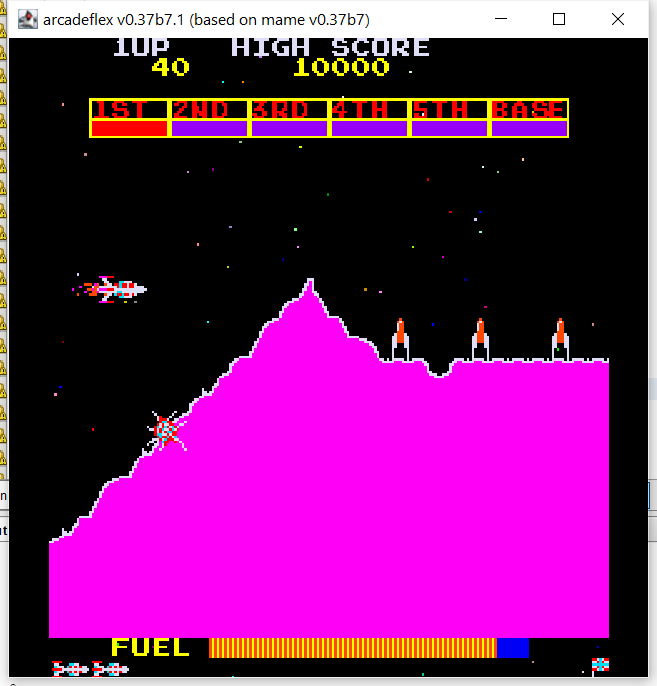 arcadeflex v0.37b7.1 (based on mame v0.37b7)
1UP HIGH SCORE
40 10000
1ST 2ND 3RD 4TH 5TH BASE
FUEL